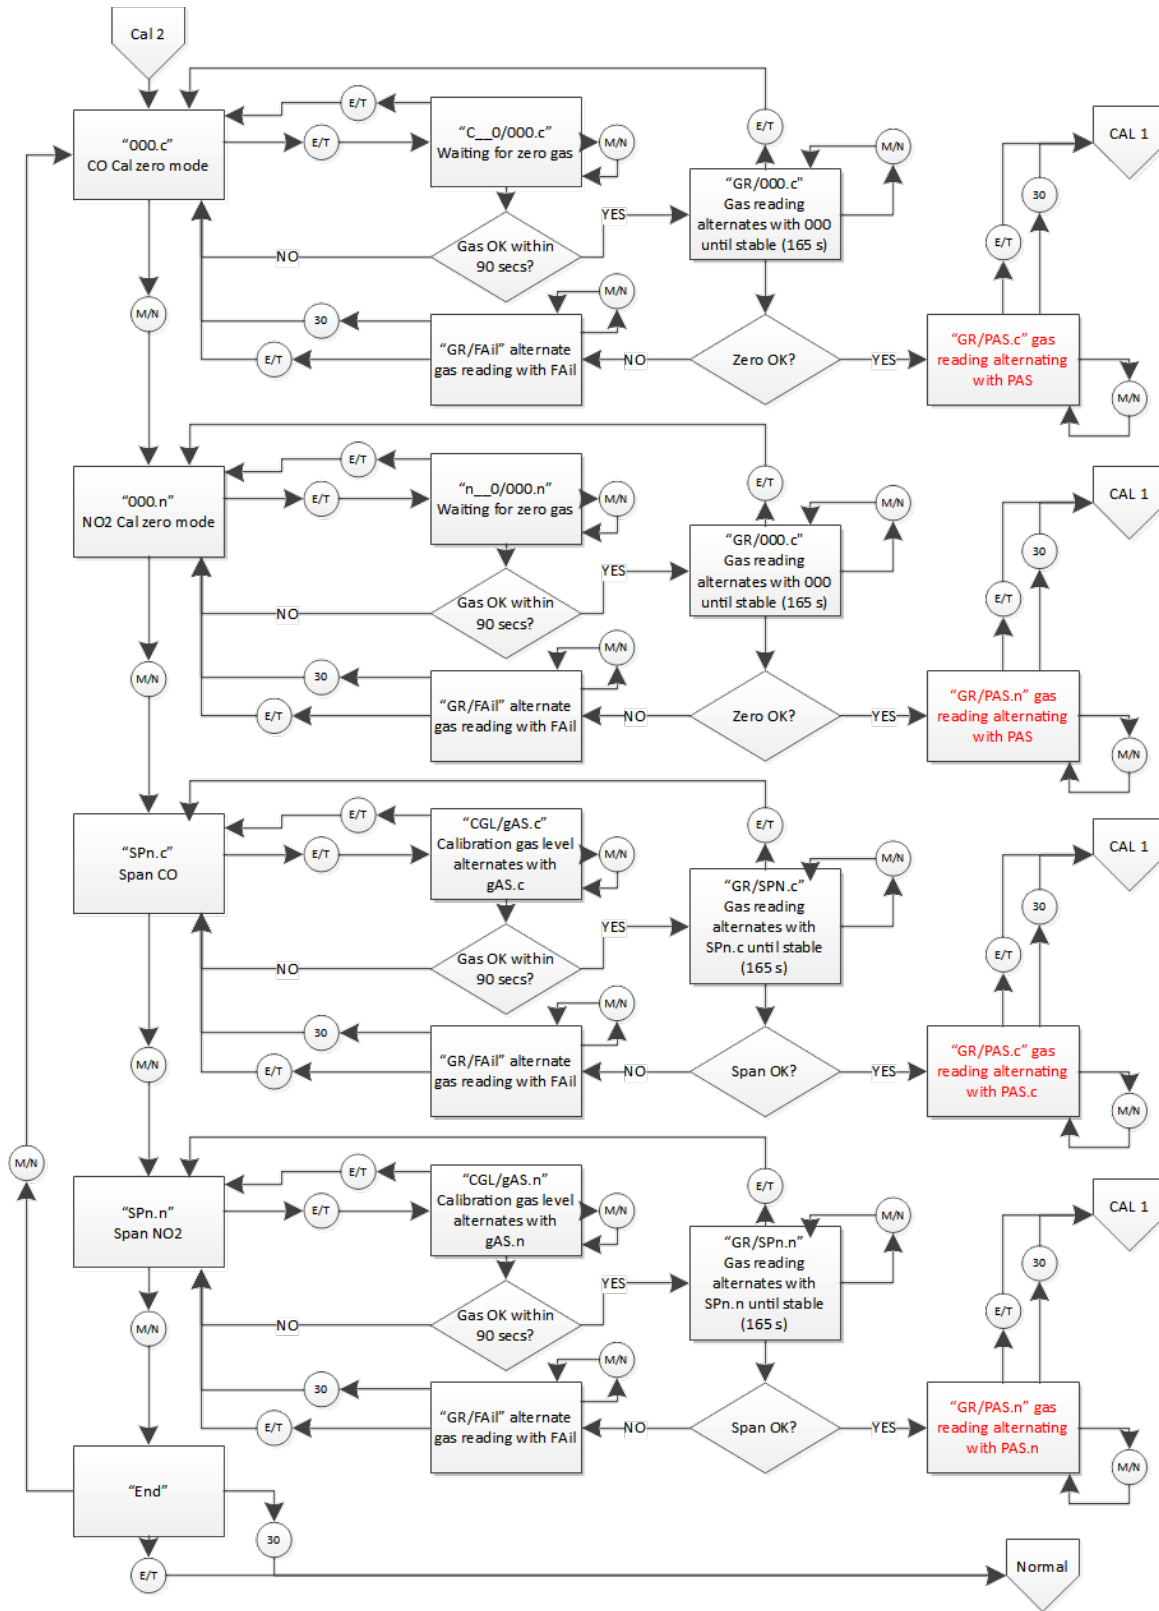 Cal 2
E/T
"000.c"
CO Cal zero mode
E/T
"C__0/000.c"
Waiting for zero gas
M/N
E/T
M/N
"GR/000.c"
Gas reading
alternates with 000
until stable (165 s)
CAL 1
30
E/T
YES
NO
Gas OK within
90 secs?
M/N
M/N
30
E/T
"GR/FAil" alternate
gas reading with FAil
NO
Zero OK?
YES
"GR/PAS.c" gas
reading alternating
with PAS
M/N
E/T
"000.n"
NO2 Cal zero mode
E/T
"n__0/000.n"
Waiting for zero gas
M/N
E/T
M/N
"GR/000.c"
Gas reading
alternates with 000
until stable (165 s)
CAL 1
30
E/T
YES
NO
Gas OK within
90 secs?
M/N
M/N
30
E/T
"GR/FAil" alternate
gas reading with FAil
NO
Zero OK?
YES
"GR/PAS.n" gas
reading alternating
with PAS
M/N
E/T
"SPn.c"
Span CO
E/T
"CGL/gAS.c"
Calibration gas level
alternates with
gAS.c
M/N
E/T
M/N
"GR/SPN.c"
Gas reading
alternates with
SPn.c until stable
(165 s)
CAL 1
30
E/T
YES
NO
Gas OK within
90 secs?
M/N
M/N
30
E/T
"GR/FAil" alternate
gas reading with FAil
NO
Span OK?
YES
"GR/PAS.c" gas
reading alternating
with PAS.c
M/N
M/N
E/T
"SPn.n"
Span NO2
E/T
"CGL/gAS.n"
Calibration gas level
alternates with
gAS.n
M/N
E/T
M/N
"GR/SPn.n"
Gas reading
alternates with
SPn.n until stable
(165 s)
CAL 1
30
E/T
YES
NO
Gas OK within
90 secs?
M/N
M/N
30
E/T
"GR/FAil" alternate
gas reading with FAil
NO
Span OK?
YES
"GR/PAS.n" gas
reading alternating
with PAS.n
M/N
"End"
30
E/T
Normal